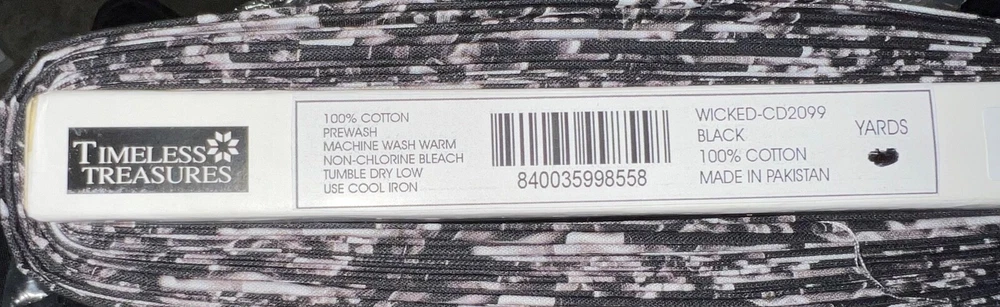 TIMELESS
TREASURES
100% COTTON
PREWASH
MACHINE WASH WARM
NON-CHLORINE BLEACH
TUMBLE DRY LOW
USE COOL IRON
840035998558
WICKED-CD2099
BLACK
100% COTTON
MADE IN PAKISTAN
YARDS